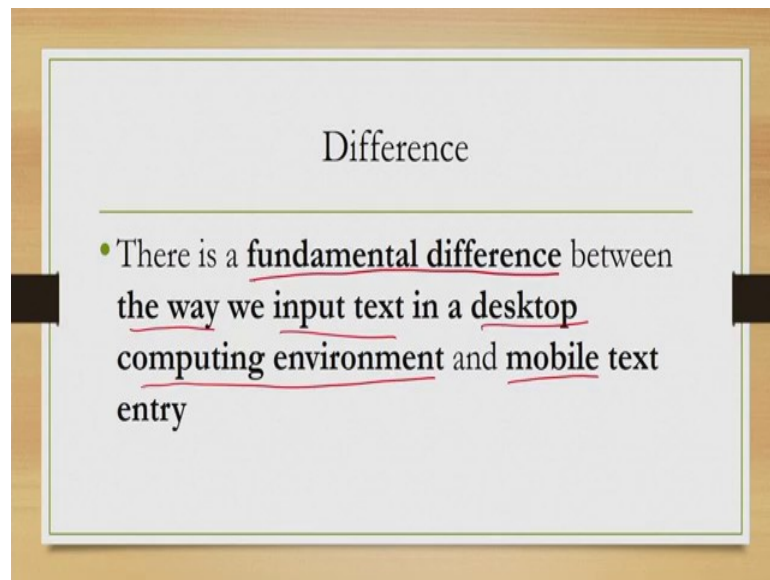 Difference
• There is a fundamental difference between
the way we input text in a desktop
computing environment and mobile text
entry